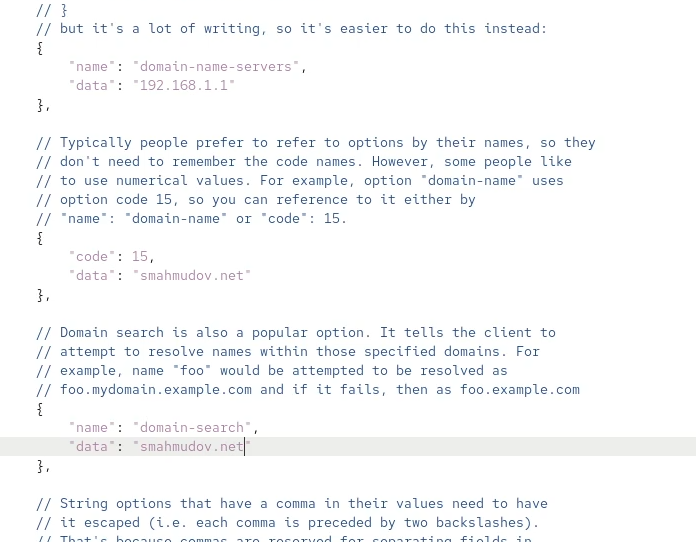 // }
// but it's a lot of writing, so it's easier to do this instead:
{
"name": "domain-name-servers",
"data": "192.168.1.1"
},
// Typically people prefer to refer to options by their names, so they
// don't need to remember the code names. However, some people like
// to use numerical values. For example, option "domain-name" uses
// option code 15, so you can reference to it either by
// "name": "domain-name" or "code": 15.
{
"code": 15,
"data": "smahmudov.net"
},
// Domain search is also a popular option. It tells the client to
// attempt to resolve names within those specified domains. For
// example, name "foo" would be attempted to be resolved as
// foo.mydomain.example.com and if it fails, then as foo.example.com
{
"name": "domain-search",
"data": "smahmudov.net"
},
// String options that have a comma in their values need to have
// it escaped (i.e. each comma is preceded by two backslashes).
// That's because commas are reserved for separating fields in